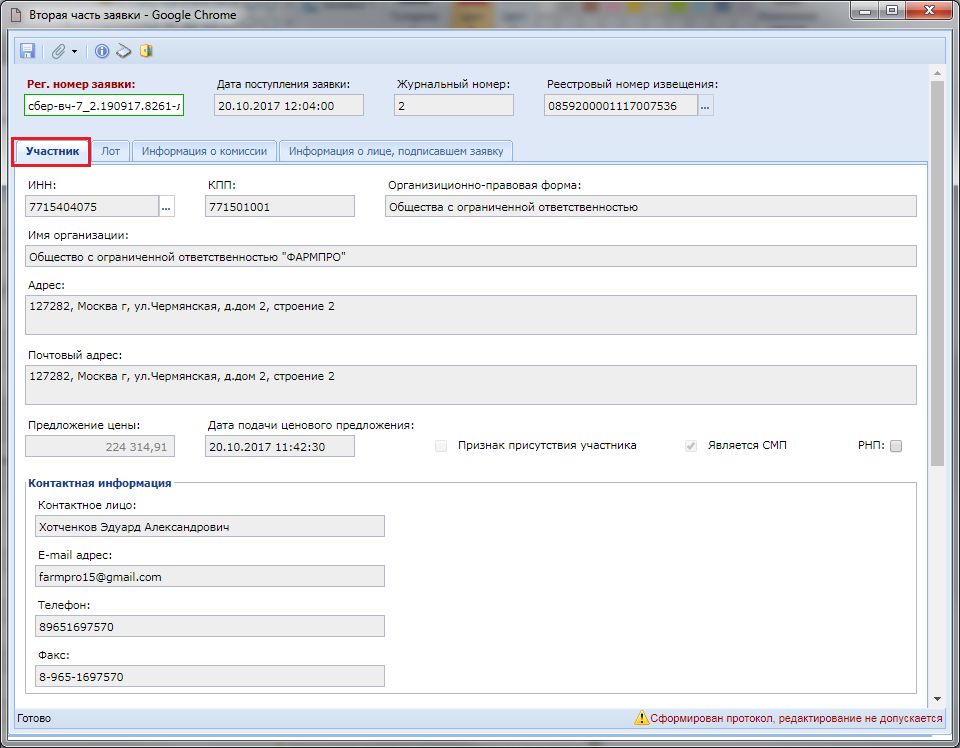 Вторая часть заявки - Google Chrome
Рег. номер заявки: Дата поступления заявки: Журнальный номер: Реестровый номер извещения:
сбер-вч-7_2.190917.8261-л 20.10.2017 12:04:00 2 0859200001117007536 ...
Участник Лот Информация о комиссии Информация о лице, подписавшем заявку
ИНН: КПП: Организиционно-правовая форма:
7715404075 ... 771501001 Общества с ограниченной ответственностью
Имя организации:
Общество с ограниченной ответственностью "ФАРМПРО"
Адрес:
127282, Москва г, ул.Чермянская, д.дом 2, строение 2
Почтовый адрес:
127282, Москва г, ул.Чермянская, д.дом 2, строение 2
Предложение цены: Дата подачи ценового предложения:
224 314,91 20.10.2017 11:42:30 Признак присутствия участника Является СМП РНП:
Контактная информация
Контактное лицо:
Хотченков Эдуард Александрович
E-mail адрес:
farmpro15@gmail.com
Телефон:
89651697570
Факс:
8-965-1697570
Готово Сформирован протокол, редактирование не допускается